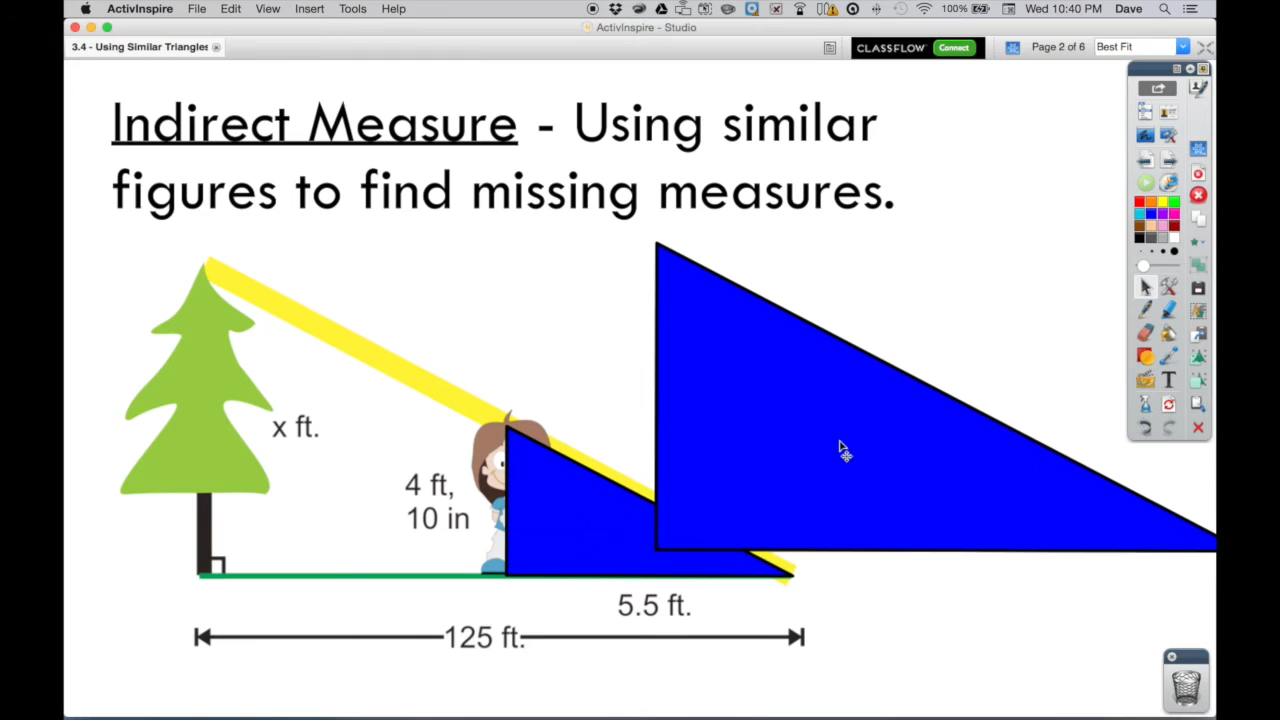 ActivInspire File Edit View Insert Tools Help 100% Wed 10:40 PM Dave
ActivInspire - Studio
3.4 - Using Similar Triangles CLASSFLOW Connect Page 2 of 6 Best Fit
Indirect Measure - Using similar
figures to find missing measures.
x ft.
4 ft,
10 in
5.5 ft.
125 ft.